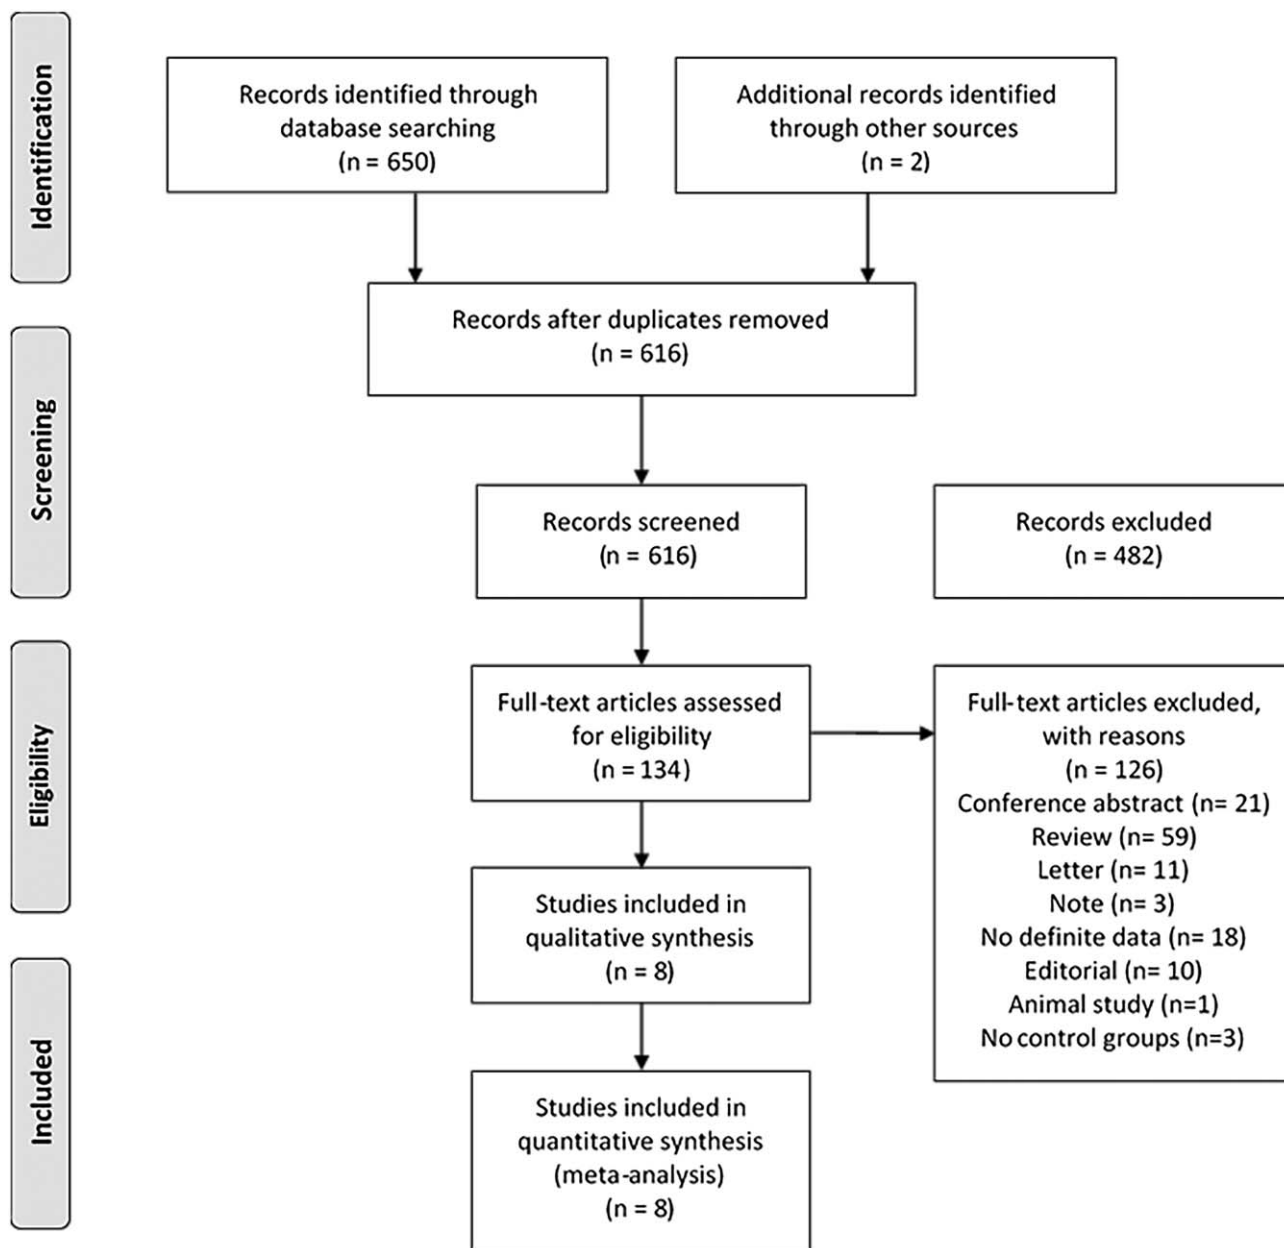 Identification
Records identified through
database searching
(n = 650)
Additional records identified
through other sources
(n = 2)
Records after duplicates removed
(n = 616)
Screening
Records screened
(n = 616)
Records excluded
(n = 482)
Eligibility
Full-text articles assessed
for eligibility
(n = 134)
Full-text articles excluded,
with reasons
(n = 126)
Conference abstract (n= 21)
Review (n= 59)
Letter (n= 11)
Note (n= 3)
No definite data (n= 18)
Editorial (n= 10)
Animal study (n=1)
No control groups (n=3)
Studies included in
qualitative synthesis
(n = 8)
Included
Studies included in
quantitative synthesis
(meta-analysis)
(n = 8)